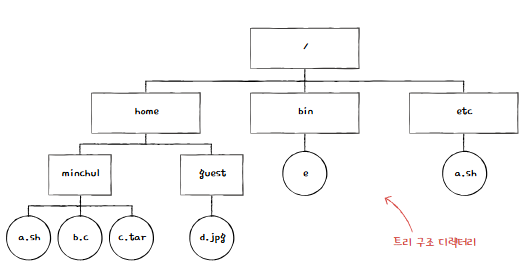 /
home
bin
etc
minchul
guest
e
a.sh
a.sh
b.c
c.tar
d.jpg
트리 구조 디렉터리